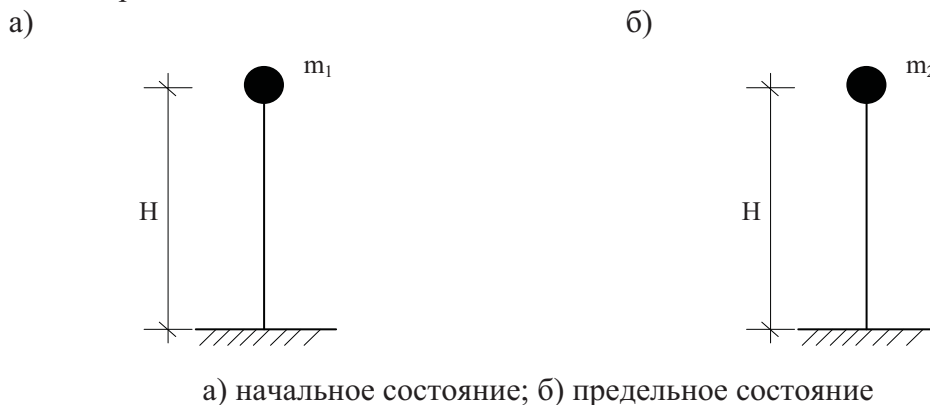 а) б)
m₁ m₂
H H
а) начальное состояние; б) предельное состояние